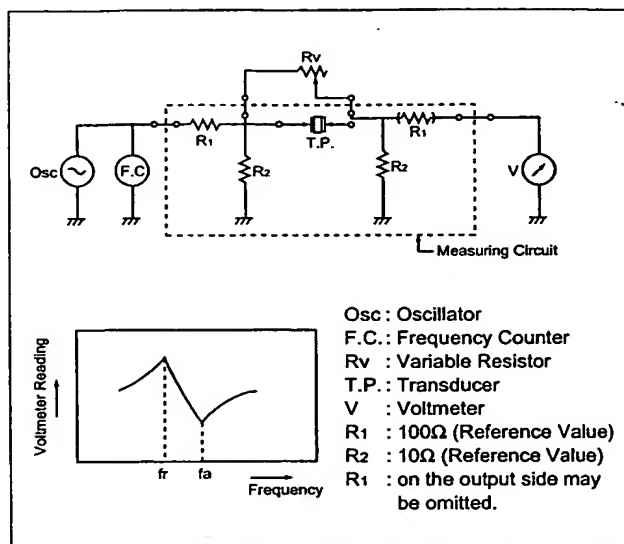 Rv
R1
T.P.
R1
Osc
F.C
R2
R2
V
Measuring Circuit
Voltmeter Reading
fr
fa
Frequency
Osc : Oscillator
F.C. : Frequency Counter
Rv : Variable Resistor
T.P. : Transducer
V : Voltmeter
R1 : 100Ω (Reference Value)
R2 : 10Ω (Reference Value)
R1 : on the output side may
be omitted.